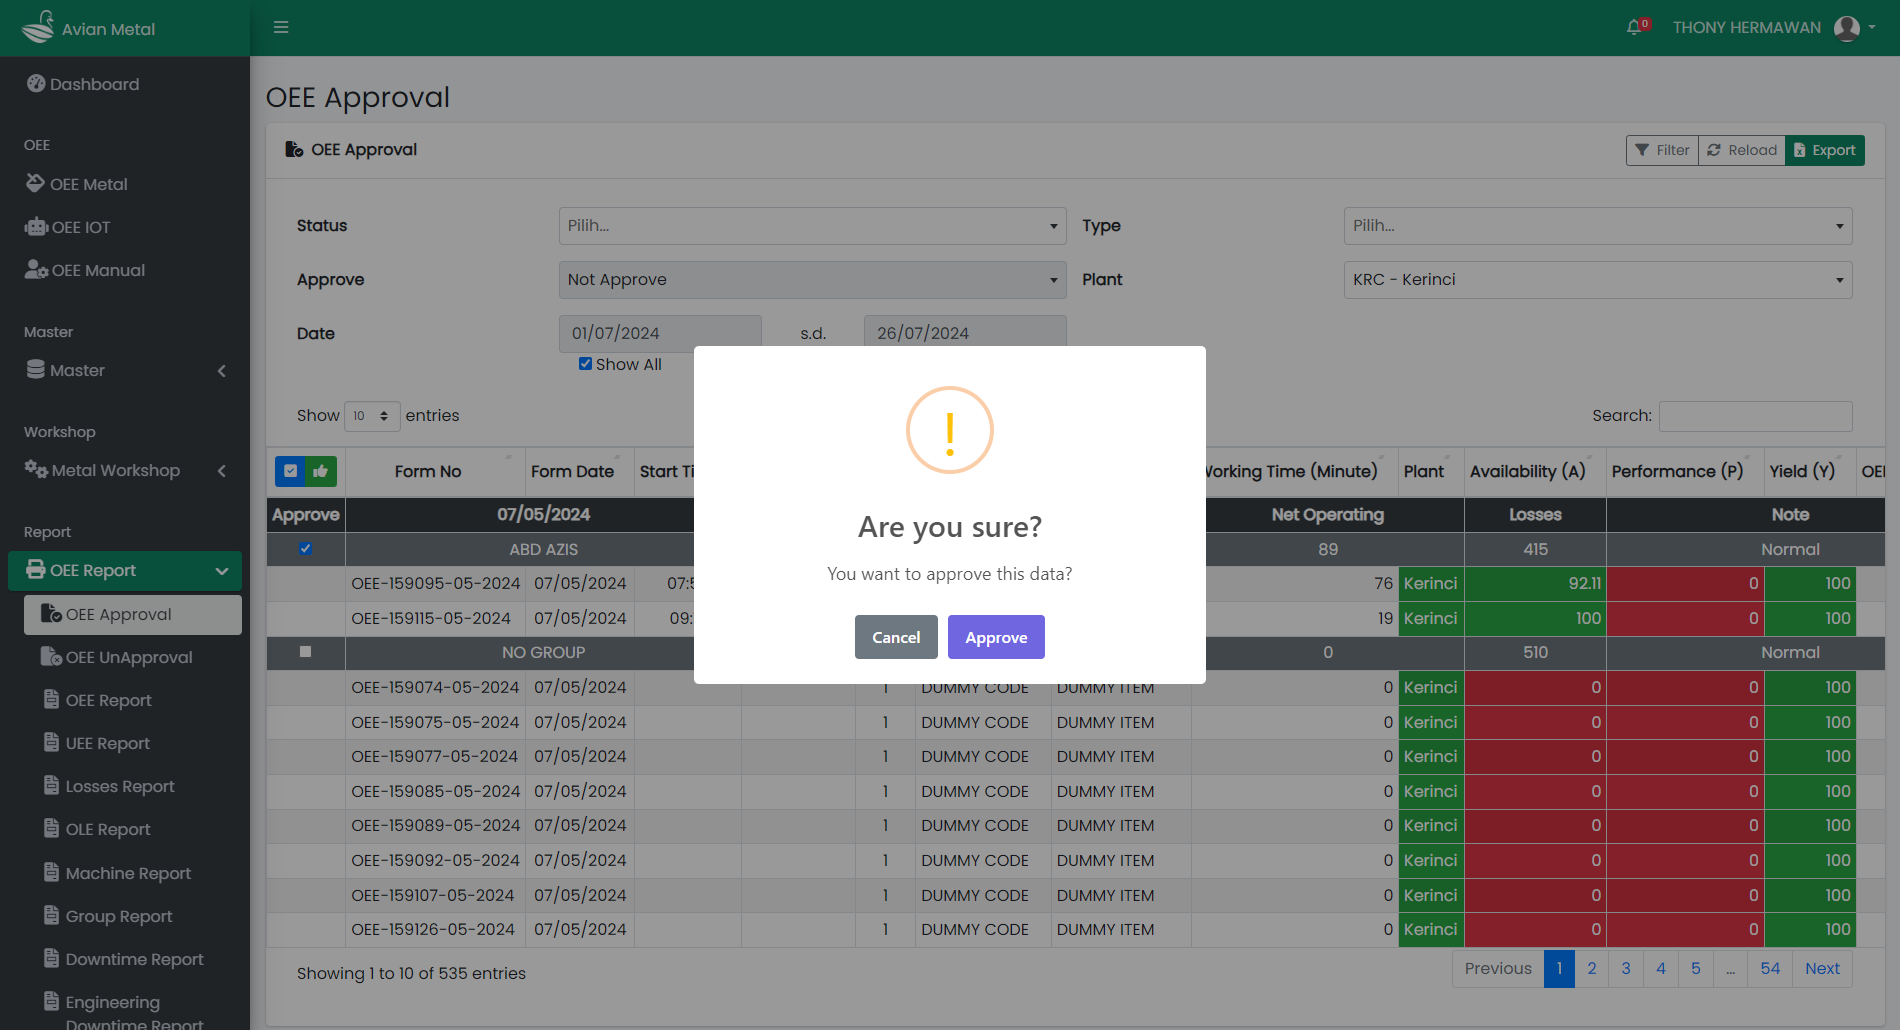 Avian Metal
0
THONY HERMAWAN
Dashboard
OEE
OEE Metal
OEE IOT
OEE Manual
Master
Master
Workshop
Metal Workshop
Report
OEE Report
OEE Approval
OEE UnApproval
OEE Report
UEE Report
Losses Report
OLE Report
Machine Report
Group Report
Downtime Report
Engineering
Downtime Report
OEE Approval
OEE Approval
Filter Reload Export
Status Pilih... Type Pilih...
Approve Not Approve Plant KRC - Kerinci
Date 01/07/2024 s.d. 26/07/2024
Show All
Show 10 entries Search:
Form No Form Date Start Ti Working Time (Minute) Plant Availability (A) Performance (P) Yield (Y) OEE
Approve 07/05/2024 Net Operating Losses Note
ABD AZIS 89 415 Normal
OEE-159095-05-2024 07/05/2024 07:5 76 Kerinci 92.11 0 100
OEE-159115-05-2024 07/05/2024 09: 19 Kerinci 100 0 100
NO GROUP 0 510 Normal
OEE-159074-05-2024 07/05/2024 1 DUMMY CODE DUMMY ITEM 0 Kerinci 0 0 100
OEE-159075-05-2024 07/05/2024 1 DUMMY CODE DUMMY ITEM 0 Kerinci 0 0 100
OEE-159077-05-2024 07/05/2024 1 DUMMY CODE DUMMY ITEM 0 Kerinci 0 0 100
OEE-159085-05-2024 07/05/2024 1 DUMMY CODE DUMMY ITEM 0 Kerinci 0 0 100
OEE-159089-05-2024 07/05/2024 1 DUMMY CODE DUMMY ITEM 0 Kerinci 0 0 100
OEE-159092-05-2024 07/05/2024 1 DUMMY CODE DUMMY ITEM 0 Kerinci 0 0 100
OEE-159107-05-2024 07/05/2024 1 DUMMY CODE DUMMY ITEM 0 Kerinci 0 0 100
OEE-159126-05-2024 07/05/2024 1 DUMMY CODE DUMMY ITEM 0 Kerinci 0 0 100
Showing 1 to 10 of 535 entries
Previous 1 2 3 4 5 ... 54 Next
!
Are you sure?
You want to approve this data?
Cancel Approve